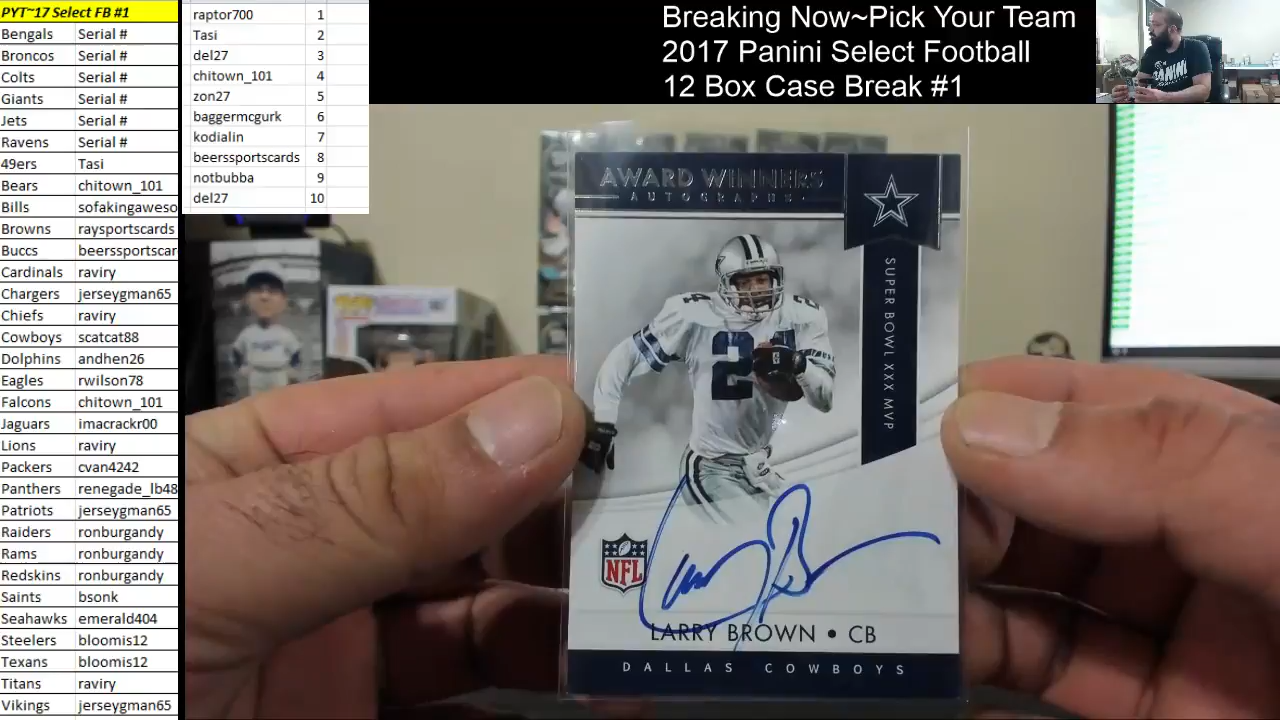 PYT~17 Select FB #1
Bengals Serial #
Broncos Serial #
Colts Serial #
Giants Serial #
Jets Serial #
Ravens Serial #
49ers Tasi
Bears chitown_101
Bills sofakingaweso
Browns raysportscards
Buccs beerssportscar
Cardinals raviry
Chargers jerseygman65
Chiefs raviry
Cowboys scatcat88
Dolphins andhen26
Eagles rwilson78
Falcons chitown_101
Jaguars imacrackr00
Lions raviry
Packers cvan4242
Panthers renegade_lb48
Patriots jerseygman65
Raiders ronburgandy
Rams ronburgandy
Redskins ronburgandy
Saints bsonk
Seahawks emerald404
Steelers bloomis12
Texans bloomis12
Titans raviry
Vikings jerseygman65
raptor700 1
Tasi 2
del27 3
chitown_101 4
zon27 5
baggermcgurk 6
kodialin 7
beerssportscards 8
notbubba 9
del27 10
Breaking Now~Pick Your Team
2017 Panini Select Football
12 Box Case Break #1
PANINI
AWARD WINNERS
AUTOGRAPHS
SUPER BOWL XXX MVP
24
NFL
Larry Brown
LARRY BROWN • CB
DALLAS COWBOYS